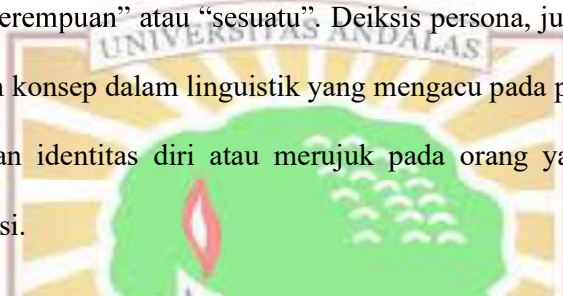 erempuan” atau “sesuatu”. Deiksis persona, ju
UNIVERSITAS ANDALAS
konsep dalam linguistik yang mengacu pada p
an identitas diri atau merujuk pada orang ya
si.